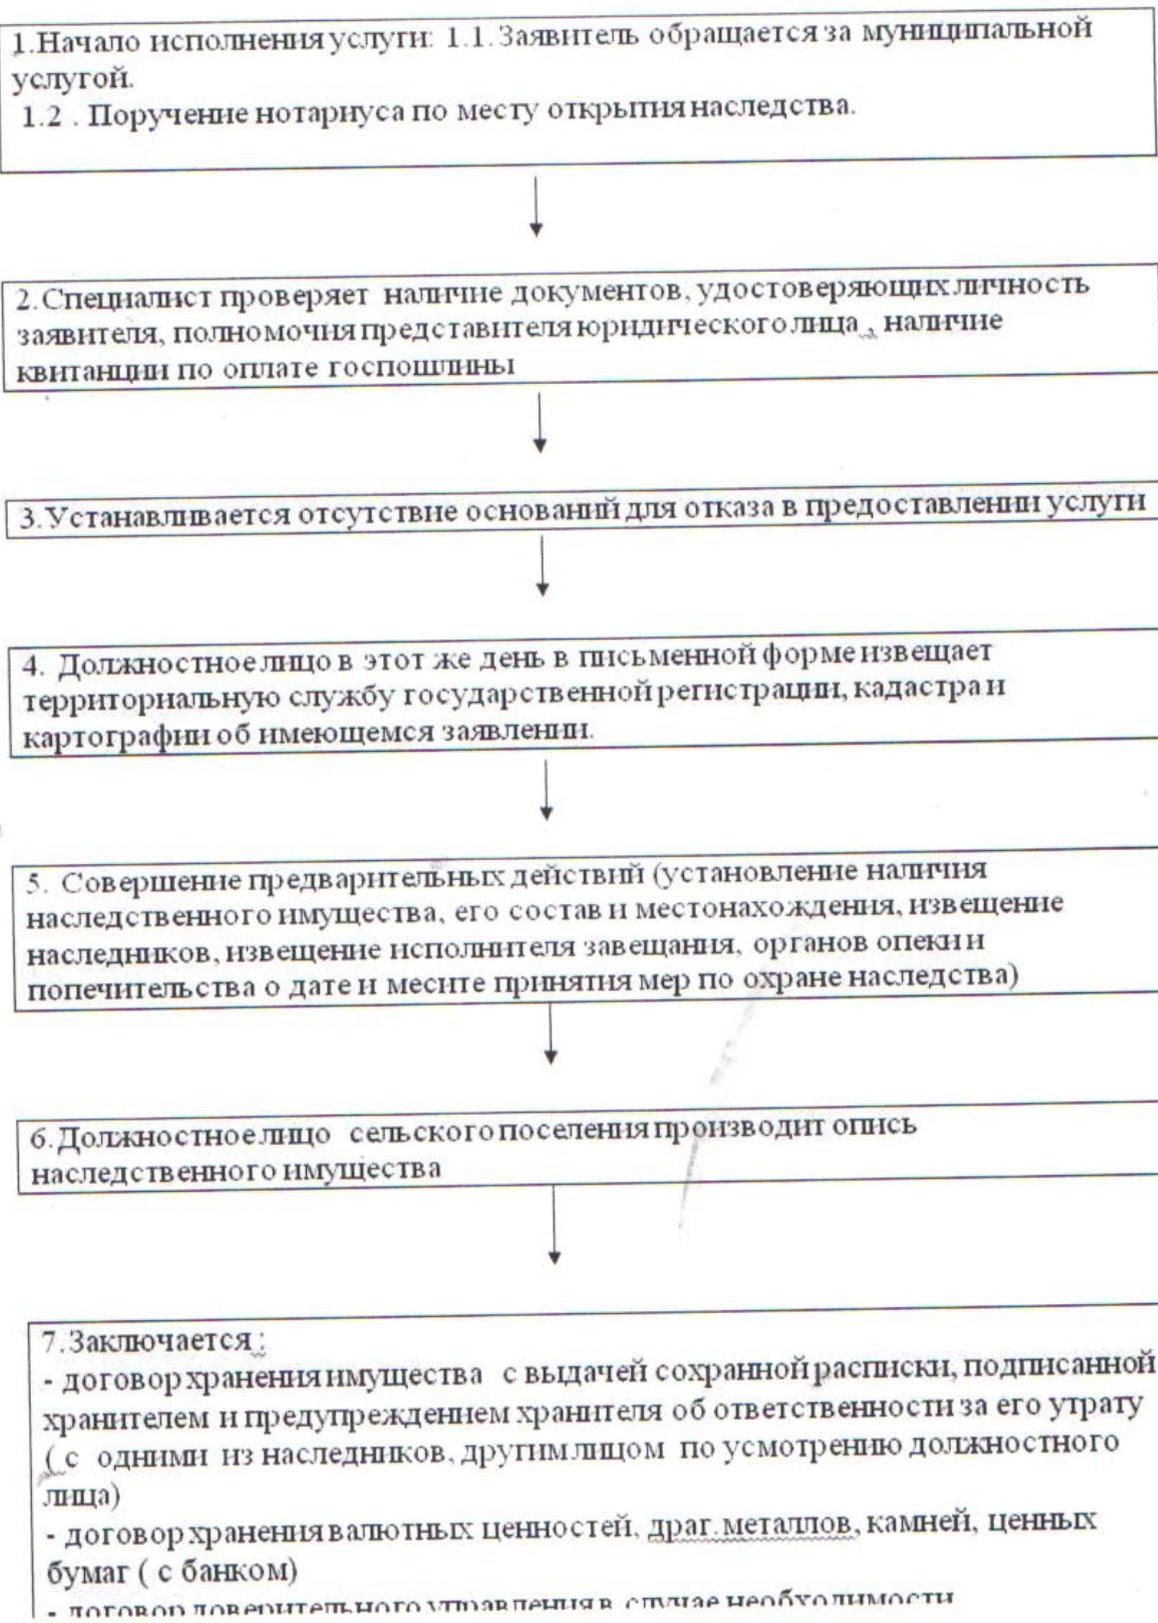 1.Начало исполнения услуги: 1.1. Заявитель обращается за муниципальной
услугой.
1.2 . Поручение нотариуса по месту открытия наследства.
2.Специалист проверяет наличие документов, удостоверяющих личность
заявителя, полномочия представителя юридического лица , наличие
квитанции по оплате госпошлины
3.Устанавливается отсутствие оснований для отказа в предоставлении услуги
4. Должностное лицо в этот же день в письменной форме извещает
территориальную службу государственной регистрации, кадастра и
картографии об имеющемся заявлении.
5. Совершение предварительных действий (установление наличия
наследственного имущества, его состав и местонахождения, извещение
наследников, извещение исполнителя завещания, органов опеки и
попечительства о дате и месите принятия мер по охране наследства)
6.Должностное лицо сельского поселения производит опись
наследственного имущества
7.Заключается :
- договор хранения имущества с выдачей сохранной расписки, подписанной
хранителем и предупреждением хранителя об ответственности за его утрату
( с одними из наследников, другим лицом по усмотрению должностного
лица)
- договор хранения валютных ценностей, драг.металлов, камней, ценных
бумаг ( с банком)
- договор доверительного управления в случае необходимости